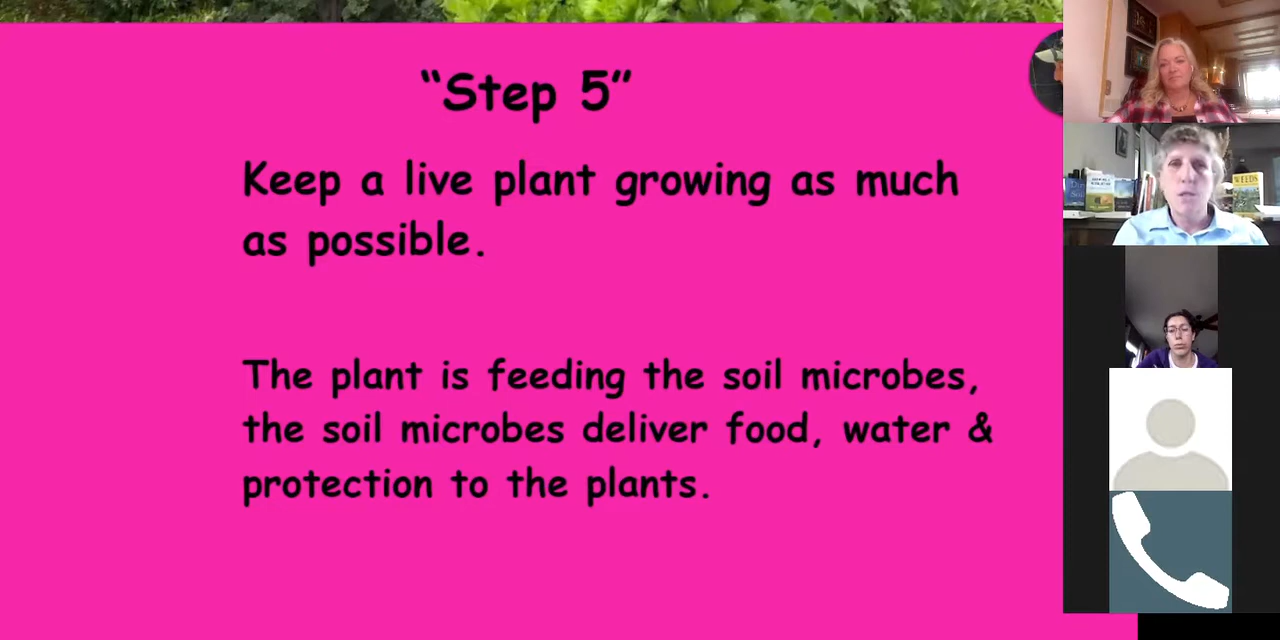 “Step 5”
Keep a live plant growing as much
as possible.
The plant is feeding the soil microbes,
the soil microbes deliver food, water &
protection to the plants.
WEEDS